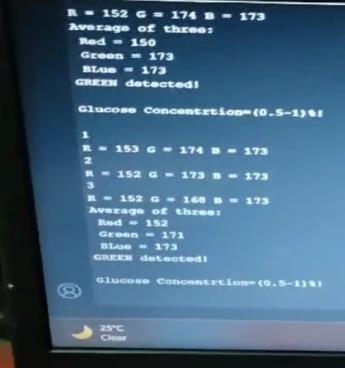 R = 152 G = 174 B = 173
Average of three:
Red = 150
Green = 173
BLue = 173
GREEN detected!
Glucose Concentrtion=(0.5-1)%!
1
R = 153 G = 174 B = 173
2
R = 152 G = 173 B = 173
3
R = 152 G = 168 B = 173
Average of three:
Red = 152
Green = 171
BLue = 173
GREEN detected!
Glucose Concentrtion=(0.5-1)%!
25°C
Clear